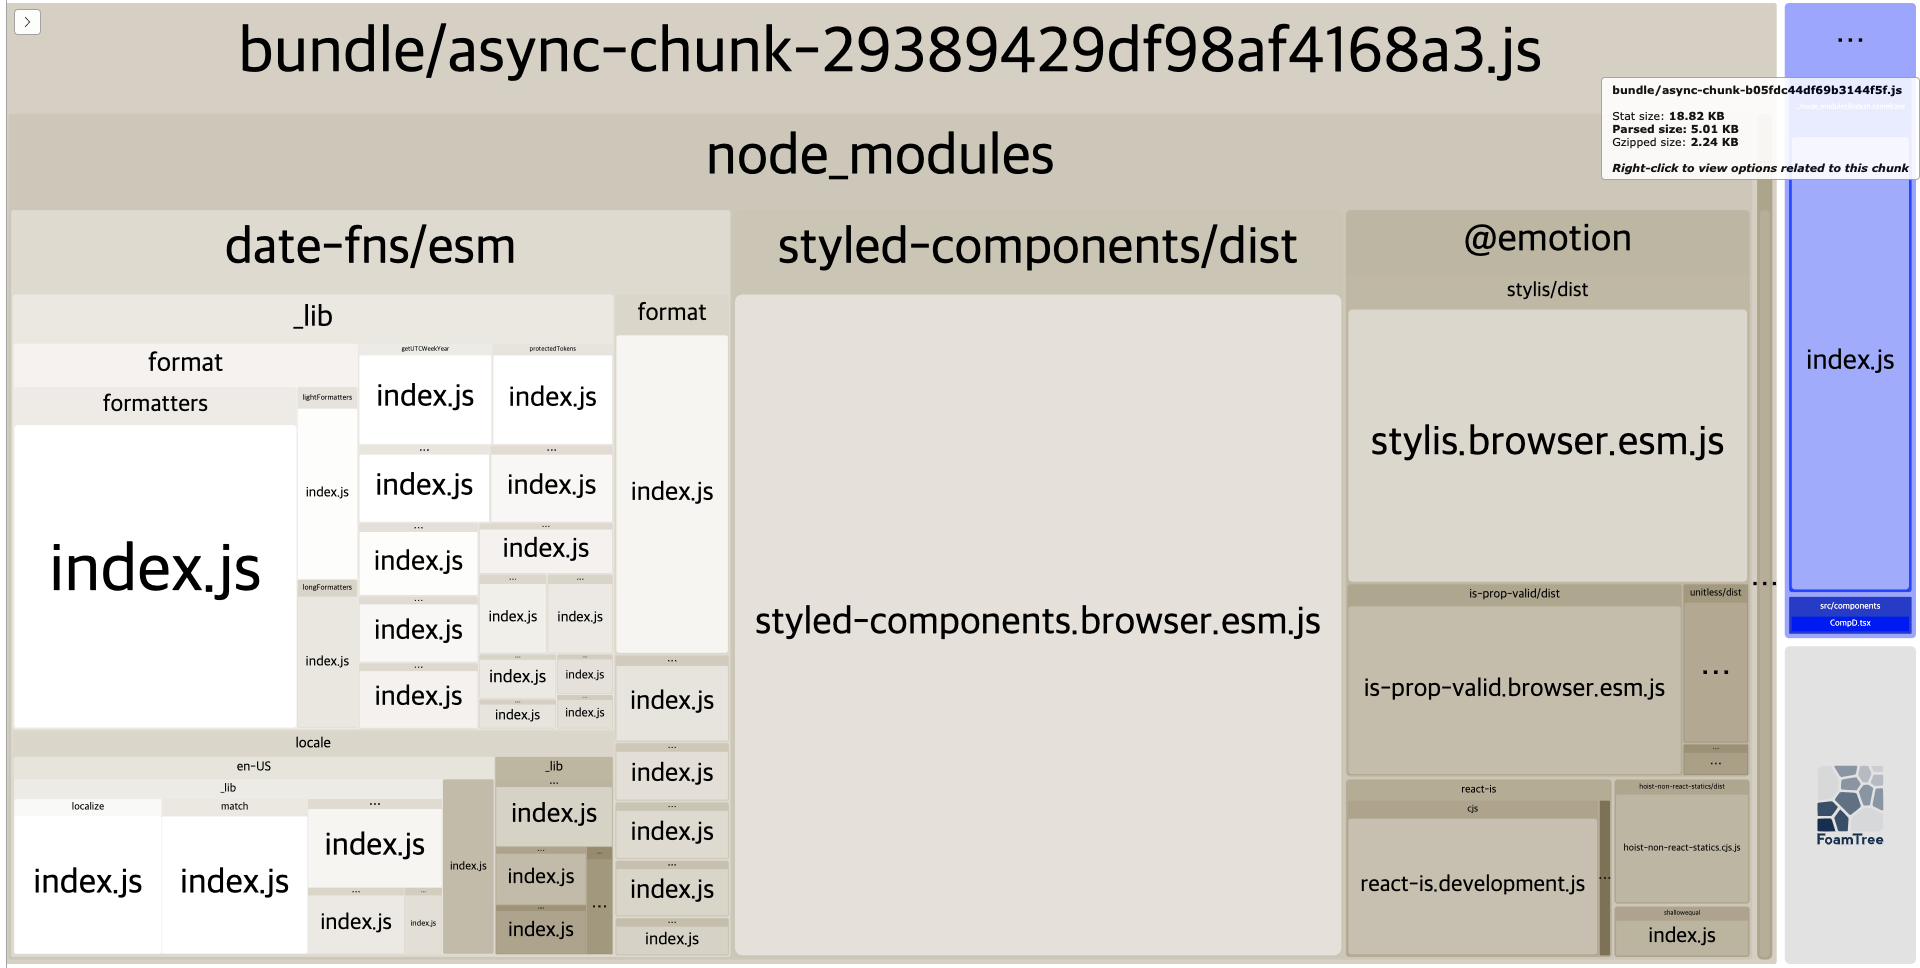 bundle/async-chunk-29389429df98af4168a3.js
...
bundle/async-chunk-b05fdc44df69b3144f5f.js
Stat size: 18.82 KB
Parsed size: 5.01 KB
Gzipped size: 2.24 KB
Right-click to view options related to this chunk
node_modules
date-fns/esm
styled-components/dist
@emotion
_lib
format
stylis/dist
format
getUTCWeekYear
protectedTokens
formatters
lightFormatters
index.js
index.js
...
...
index.js
index.js
index.js
index.js
index.js
...
...
index.js
index.js
longFormatters
...
...
index.js
index.js
...
index.js
index.js
...
...
...
index.js
index.js
index.js
...
...
index.js
index.js
styled-components.browser.esm.js
stylis.browser.esm.js
index.js
...
src/components
CompD.tsx
is-prop-valid/dist
unitless/dist
is-prop-valid.browser.esm.js
...
...
...
...
index.js
...
index.js
...
index.js
...
index.js
...
index.js
locale
en-US
_lib
_lib
...
localize
match
...
index.js
index.js
index.js
...
...
index.js
index.js
index.js
index.js
...
...
index.js
...
index.js
...
react-is
cjs
react-is.development.js
...
hoist-non-react-statics/dist
hoist-non-react-statics.cjs.js
shallowequal
index.js
FoamTree